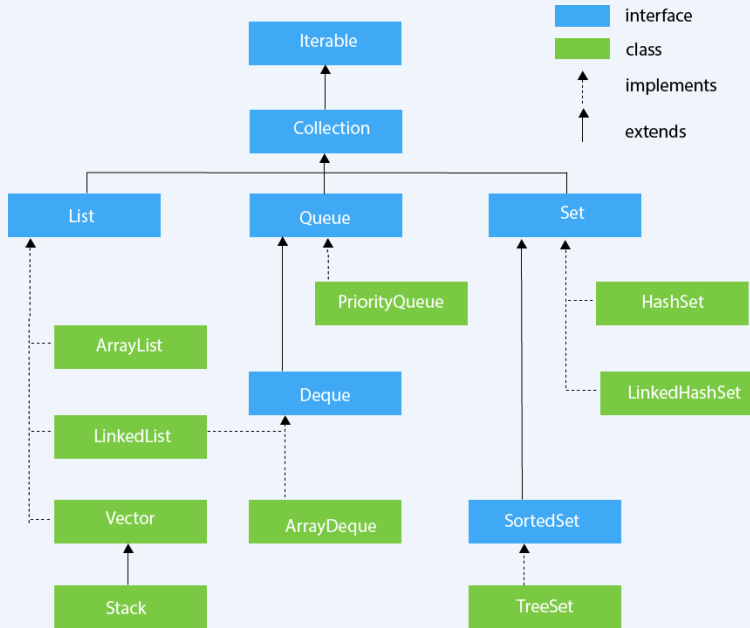 interface
Iterable
class
implements
Collection
extends
List
Queue
Set
PriorityQueue
HashSet
ArrayList
Deque
LinkedHashSet
LinkedList
Vector
ArrayDeque
SortedSet
Stack
TreeSet